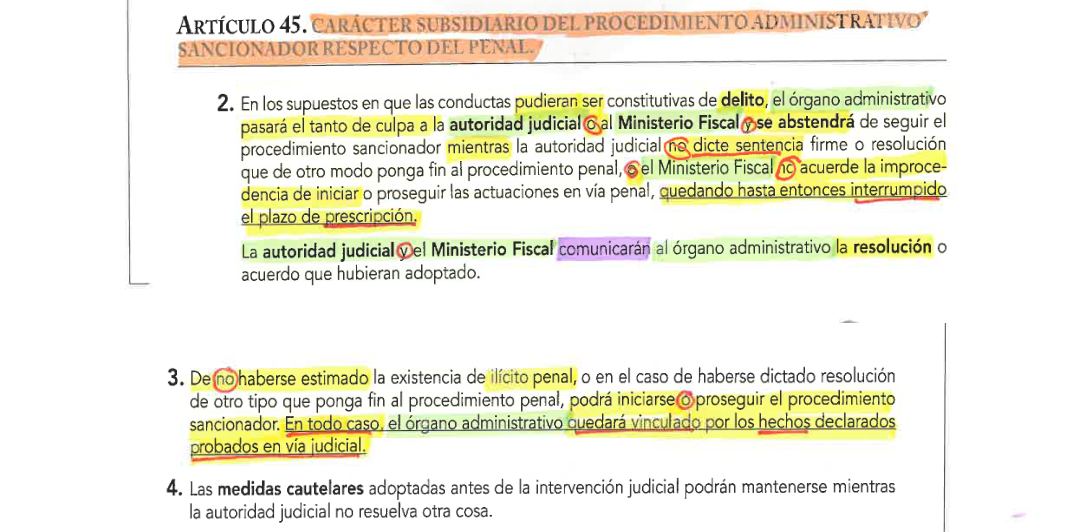 ARTÍCULO 45. CARÁCTER SUBSIDIARIO DEL PROCEDIMIENTO ADMINISTRATIVO
SANCIONADOR RESPECTO DEL PENAL.
2. En los supuestos en que las conductas pudieran ser constitutivas de delito, el órgano administrativo
pasará el tanto de culpa a la autoridad judicial o al Ministerio Fiscal y se abstendrá de seguir el
procedimiento sancionador mientras la autoridad judicial no dicte sentencia firme o resolución
que de otro modo ponga fin al procedimiento penal, o el Ministerio Fiscal no acuerde la improce-
dencia de iniciar o proseguir las actuaciones en vía penal, quedando hasta entonces interrumpido
el plazo de prescripción.
La autoridad judicial y el Ministerio Fiscal comunicarán al órgano administrativo la resolución o
acuerdo que hubieran adoptado.
3. De no haberse estimado la existencia de ilícito penal, o en el caso de haberse dictado resolución
de otro tipo que ponga fin al procedimiento penal, podrá iniciarse o proseguir el procedimiento
sancionador. En todo caso, el órgano administrativo quedará vinculado por los hechos declarados
probados en vía judicial.
4. Las medidas cautelares adoptadas antes de la intervención judicial podrán mantenerse mientras
la autoridad judicial no resuelva otra cosa.